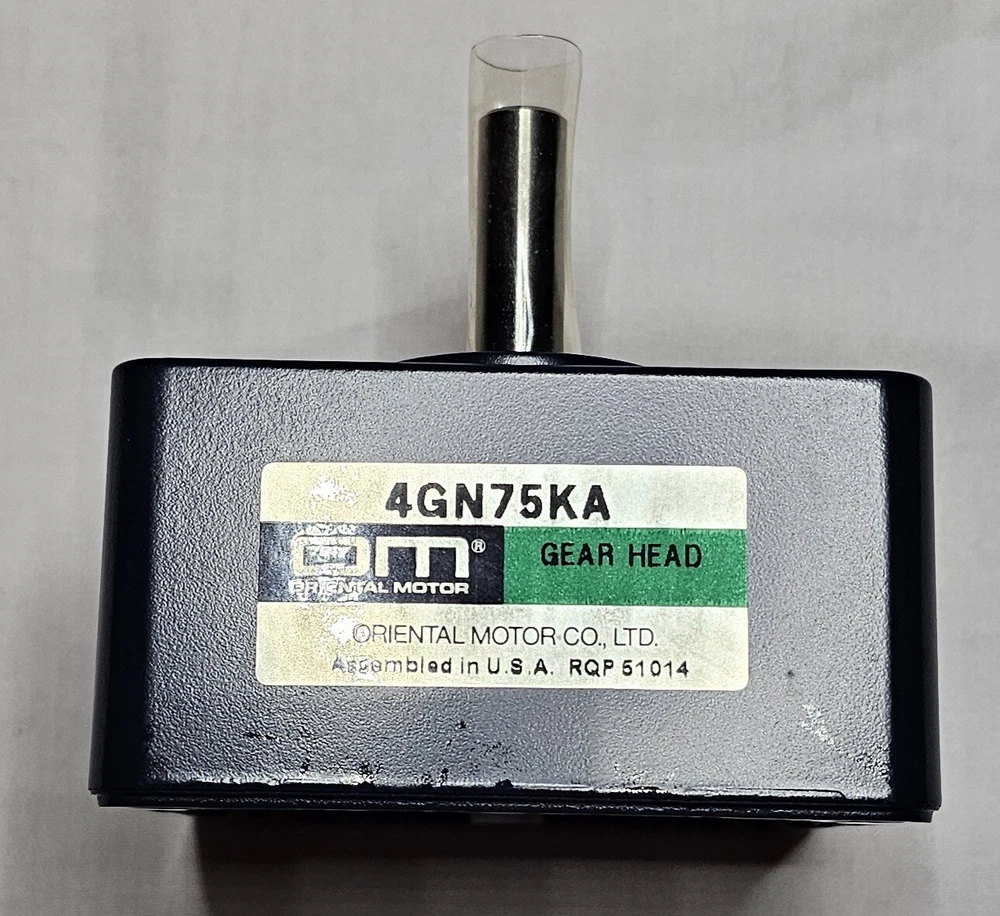 4GN75KA
OM®
ORIENTAL MOTOR
GEAR HEAD
ORIENTAL MOTOR CO., LTD.
Assembled in U.S.A. RQP 51014